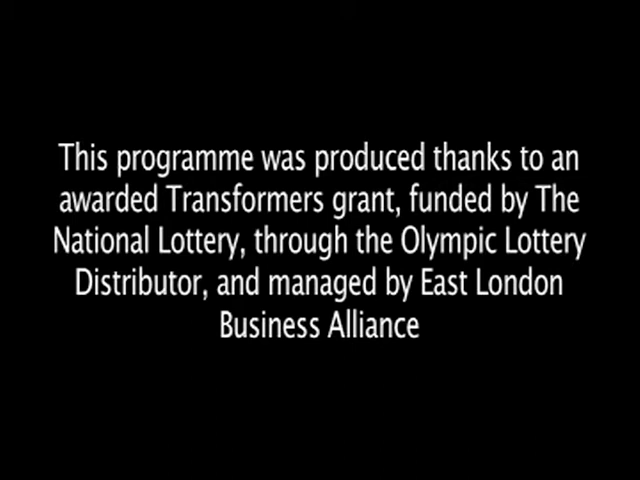 This programme was produced thanks to an
awarded Transformers grant, funded by The
National Lottery, through the Olympic Lottery
Distributor, and managed by East London
Business Alliance